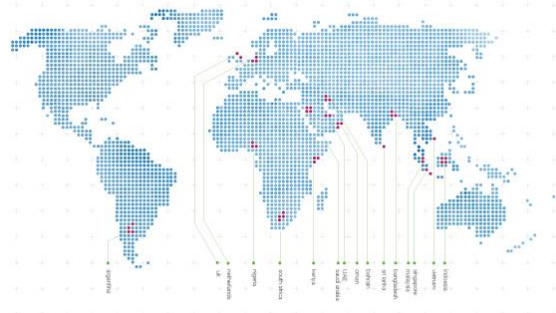 argentina
uk
netherlands
nigeria
south africa
kenya
saudi arabia
UAE
oman
bahrain
sri lanka
bangladesh
malaysia
singapore
vietnam
indonesia